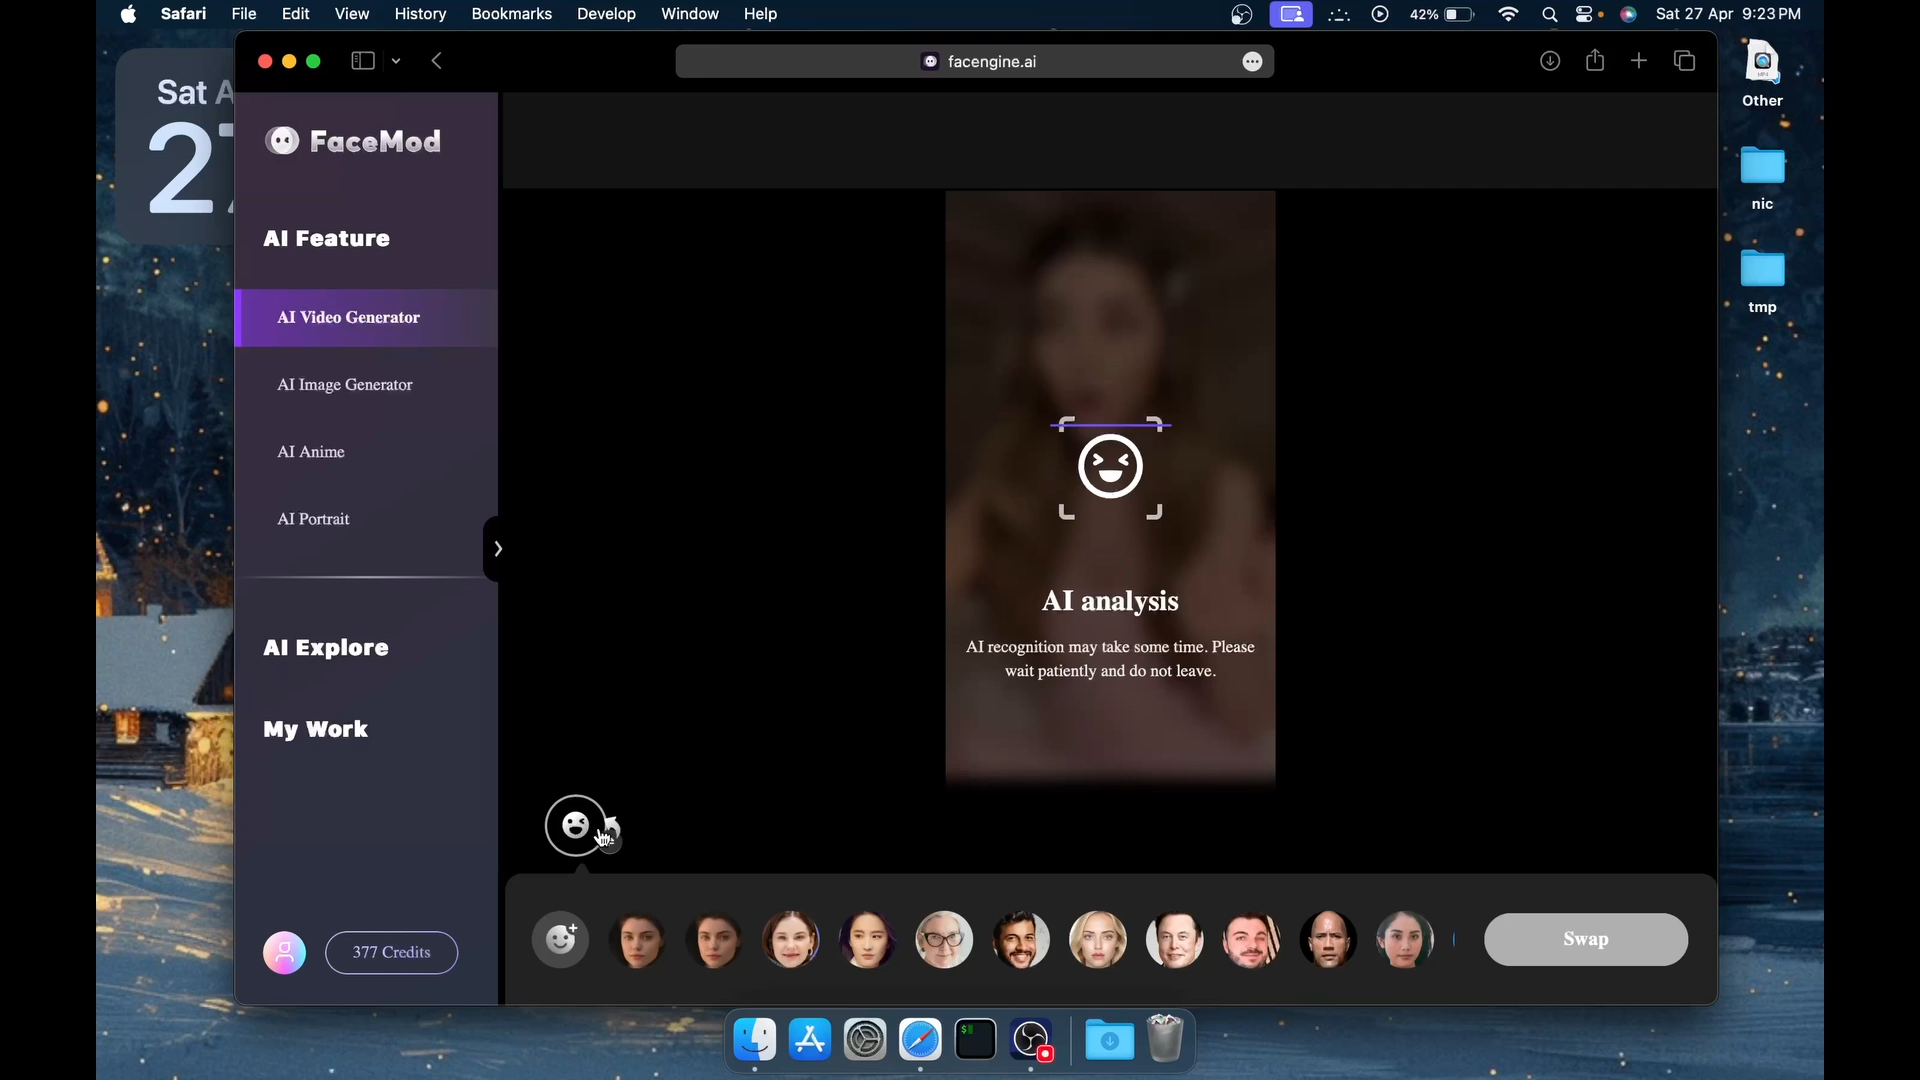 Safari File Edit View History Bookmarks Develop Window Help 42% Sat 27 Apr 9:23 PM
facengine.ai
Other
Sat A
27
FaceMod
nic
AI Feature
tmp
AI Video Generator
AI Image Generator
AI Anime
AI Portrait
AI analysis
AI recognition may take some time. Please
wait patiently and do not leave.
AI Explore
My Work
377 Credits
Swap